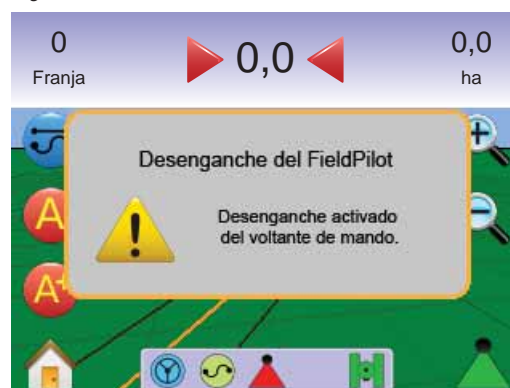 0
Franja
0,0
0,0
ha
Desenganche del FieldPilot
Desenganche activado
del voltante de mando.
A
A+